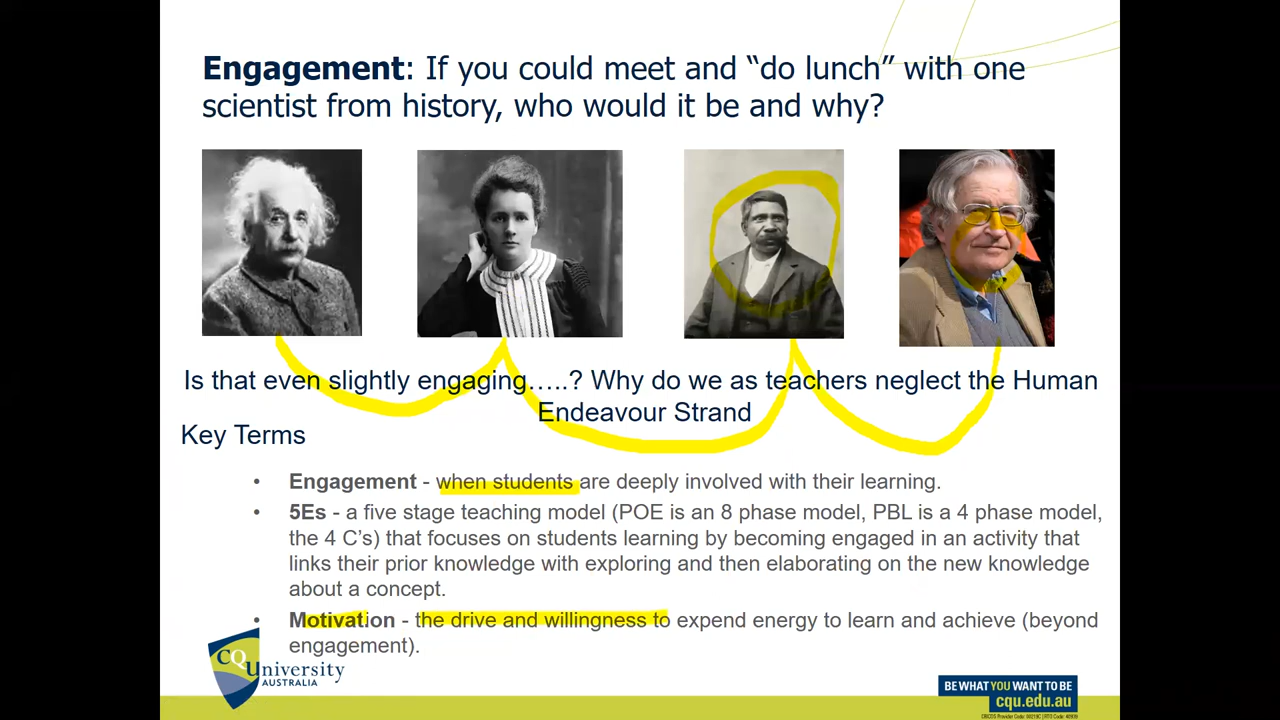 Engagement: If you could meet and “do lunch” with one
scientist from history, who would it be and why?
Is that even slightly engaging…..? Why do we as teachers neglect the Human
Endeavour Strand
Key Terms
• Engagement - when students are deeply involved with their learning.
• 5Es - a five stage teaching model (POE is an 8 phase model, PBL is a 4 phase model,
the 4 C’s) that focuses on students learning by becoming engaged in an activity that
links their prior knowledge with exploring and then elaborating on the new knowledge
about a concept.
• Motivation - the drive and willingness to expend energy to learn and achieve (beyond
engagement).
CQUniversity
AUSTRALIA
BE WHAT YOU WANT TO BE
cqu.edu.au